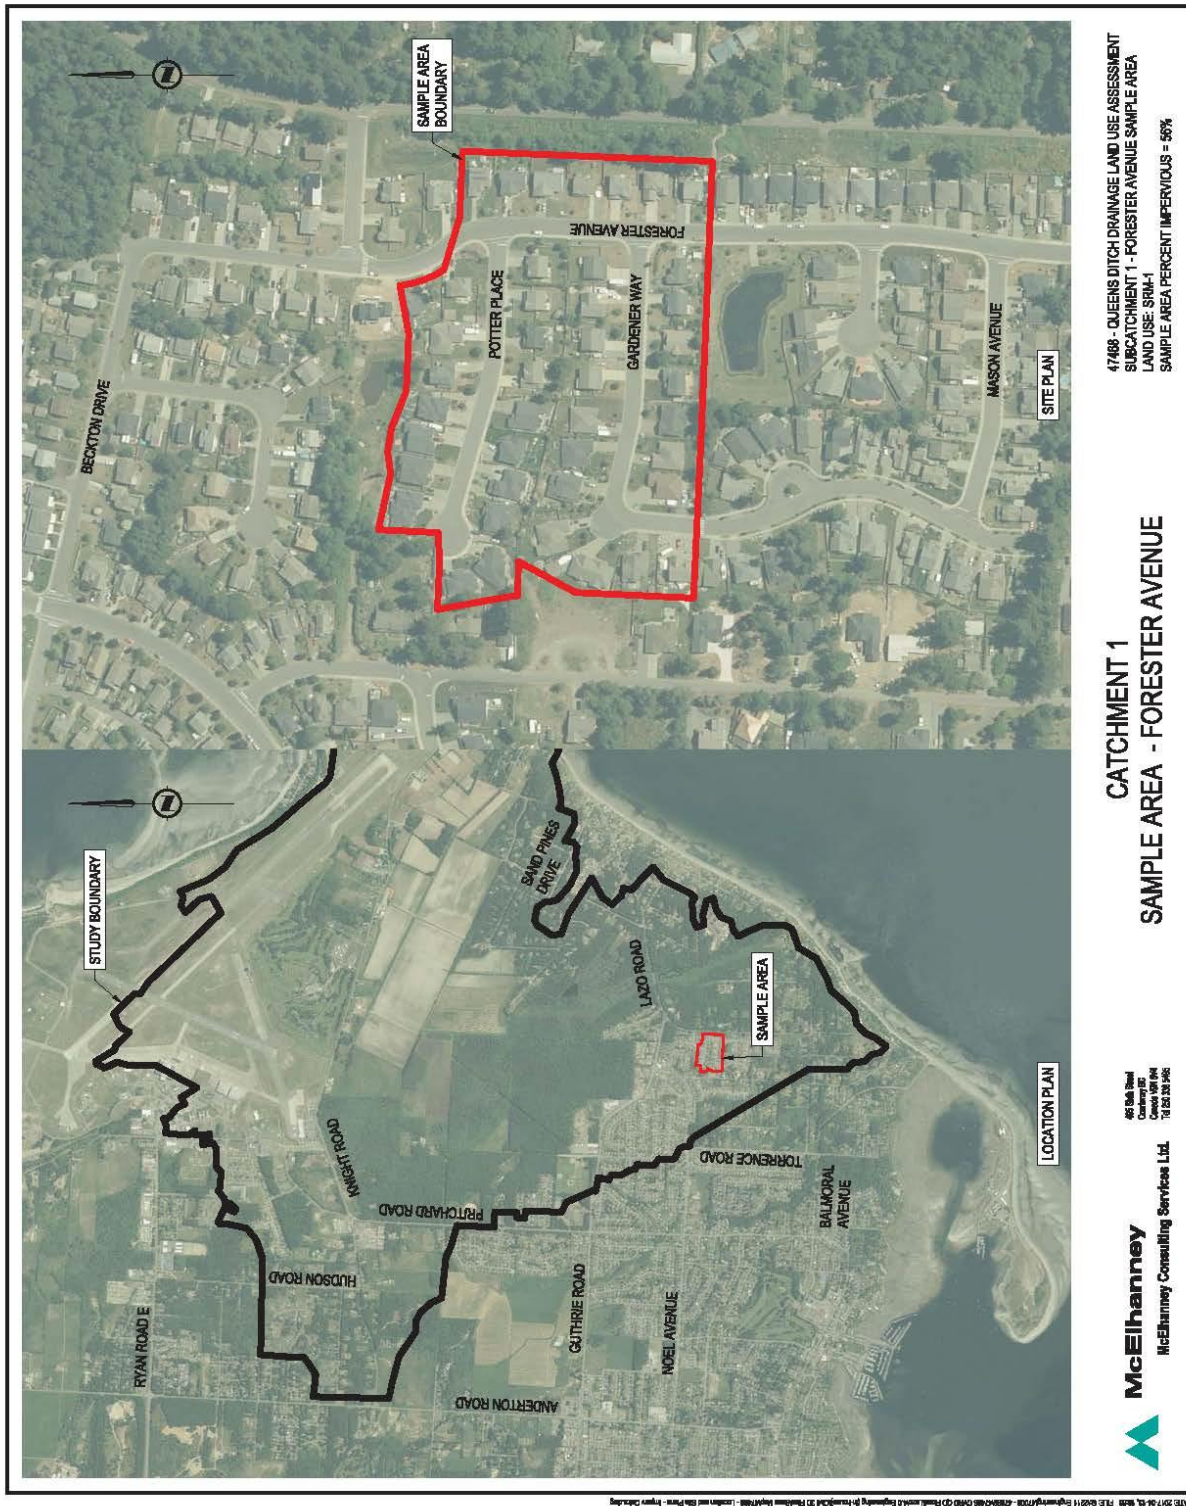 STUDY BOUNDARY
RYAN ROAD E
HUDSON ROAD
KNIGHT ROAD
PRITCHARD ROAD
ANDERTON ROAD
GUTHRIE ROAD
NOEL AVENUE
TORRENCE ROAD
BALMORAL
AVENUE
LAZO ROAD
SAND PINES
DRIVE
SAMPLE AREA
LOCATION PLAN
SAMPLE AREA
BOUNDARY
BECKTON DRIVE
POTTER PLACE
FORESTER AVENUE
GARDENER WAY
MASON AVENUE
SITE PLAN
McElhanney
McElhanney Consulting Services Ltd.
CATCHMENT 1
SAMPLE AREA - FORESTER AVENUE
47468 - QUEENS DITCH DRAINAGE LAND USE ASSESSMENT
SUBCATCHMENT 1 - FORESTER AVENUE SAMPLE AREA
LAND USE: SRM-1
SAMPLE AREA PERCENT IMPERVIOUS = 56%